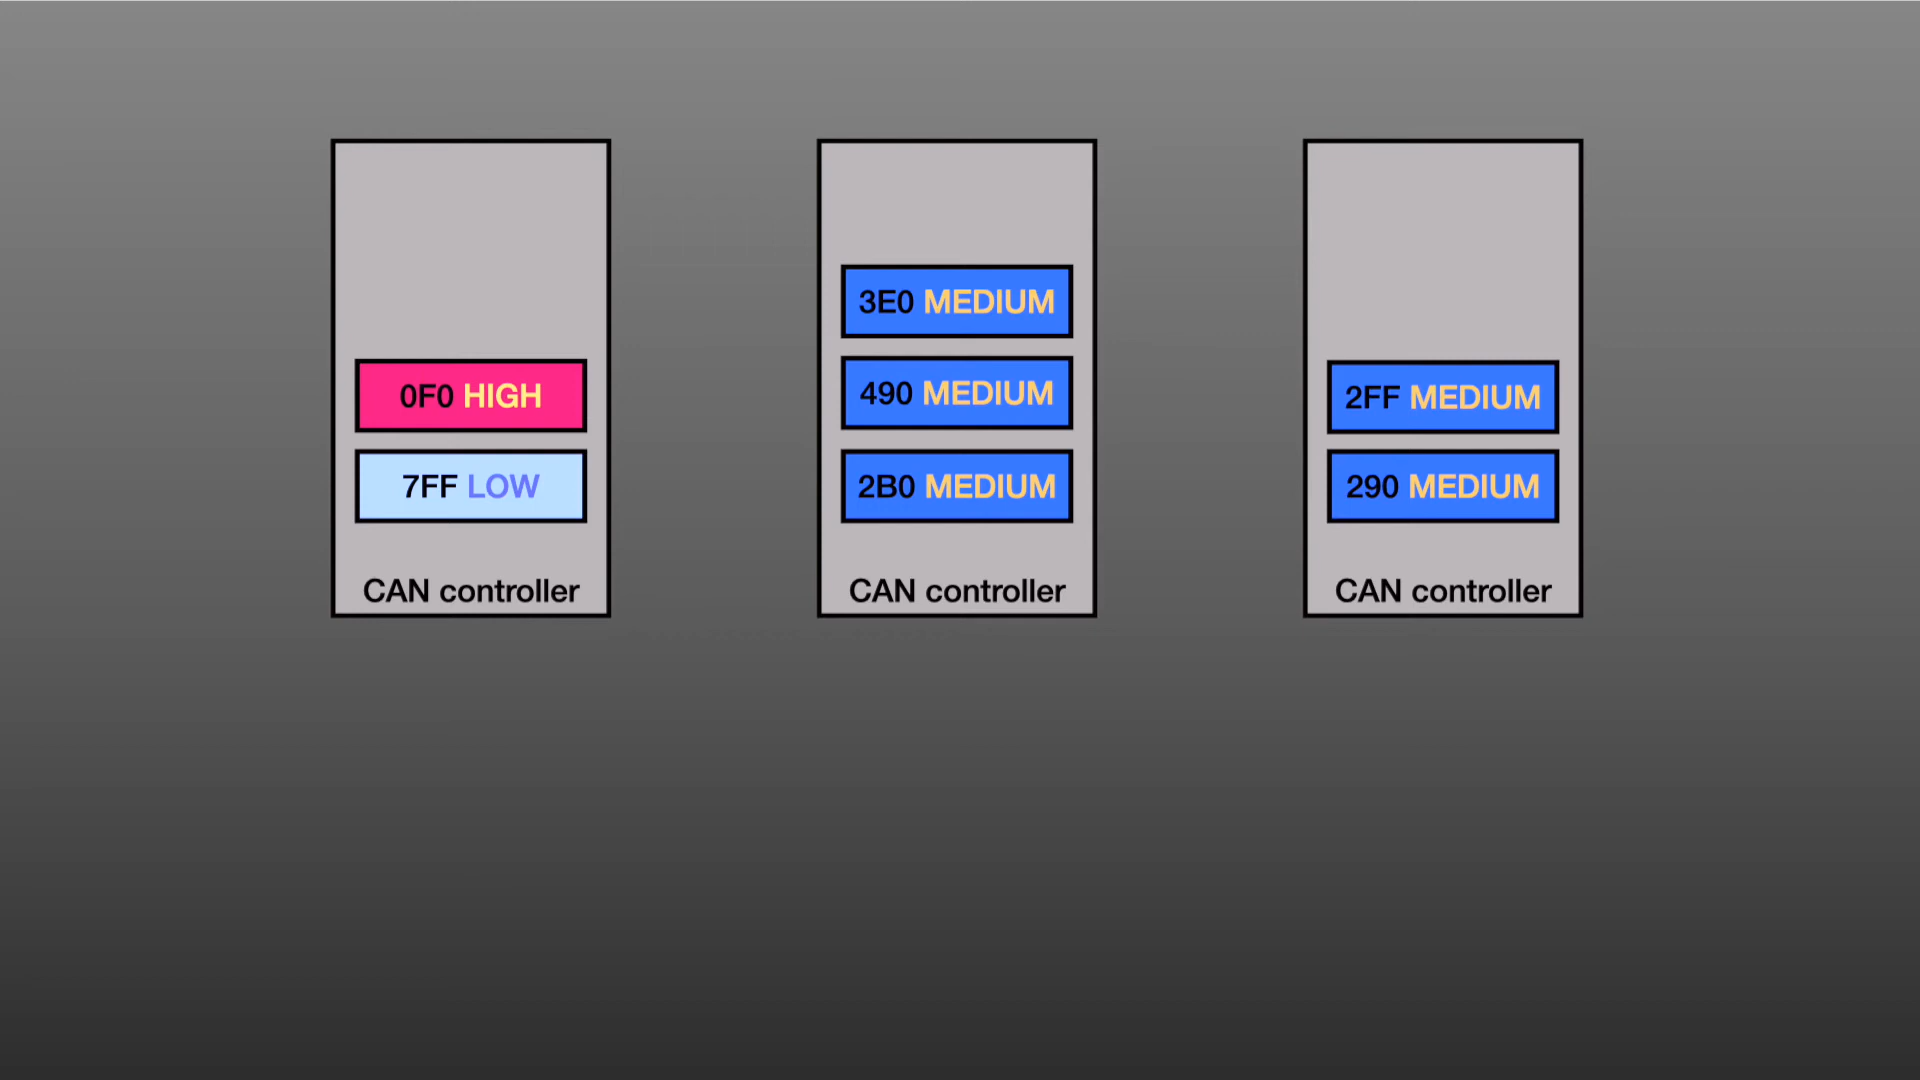 0F0 HIGH
7FF LOW
CAN controller
3E0 MEDIUM
490 MEDIUM
2B0 MEDIUM
CAN controller
2FF MEDIUM
290 MEDIUM
CAN controller